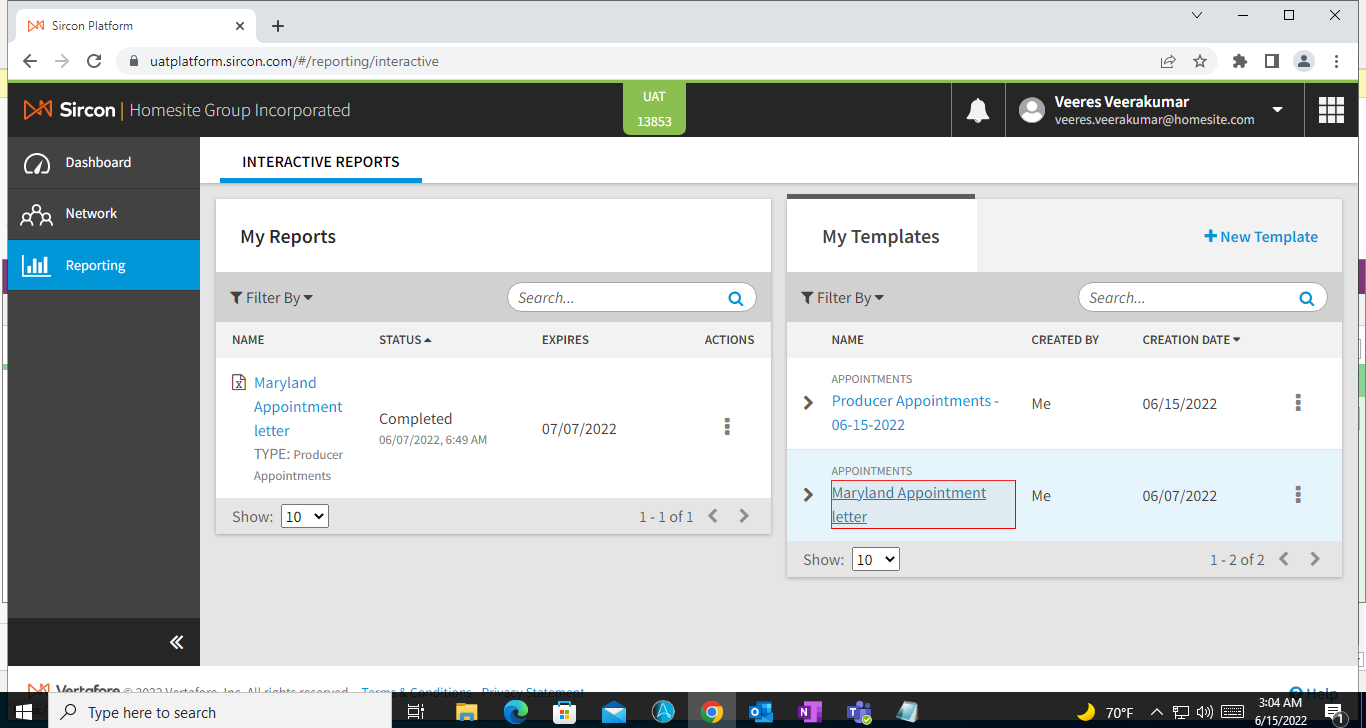 Sircon Platform
uatplatform.sircon.com/#/reporting/interactive
Sircon | Homesite Group Incorporated
UAT
13853
Veeres Veerakumar
veeres.veerakumar@homesite.com
Dashboard
Network
Reporting
INTERACTIVE REPORTS
My Reports
Filter By
Search...
NAME
STATUS
EXPIRES
ACTIONS
Maryland
Appointment
letter
TYPE: Producer
Appointments
Completed
06/07/2022, 6:49 AM
07/07/2022
Show: 10
1 - 1 of 1
My Templates
+ New Template
Filter By
Search...
NAME
CREATED BY
CREATION DATE
APPOINTMENTS
Producer Appointments -
06-15-2022
Me
06/15/2022
APPOINTMENTS
Maryland Appointment
letter
Me
06/07/2022
Show: 10
1 - 2 of 2
Vertafore © 2022 Vertafore, Inc. All rights reserved. Terms & Conditions Privacy Statement
Help
Type here to search
70°F
3:04 AM
6/15/2022
1